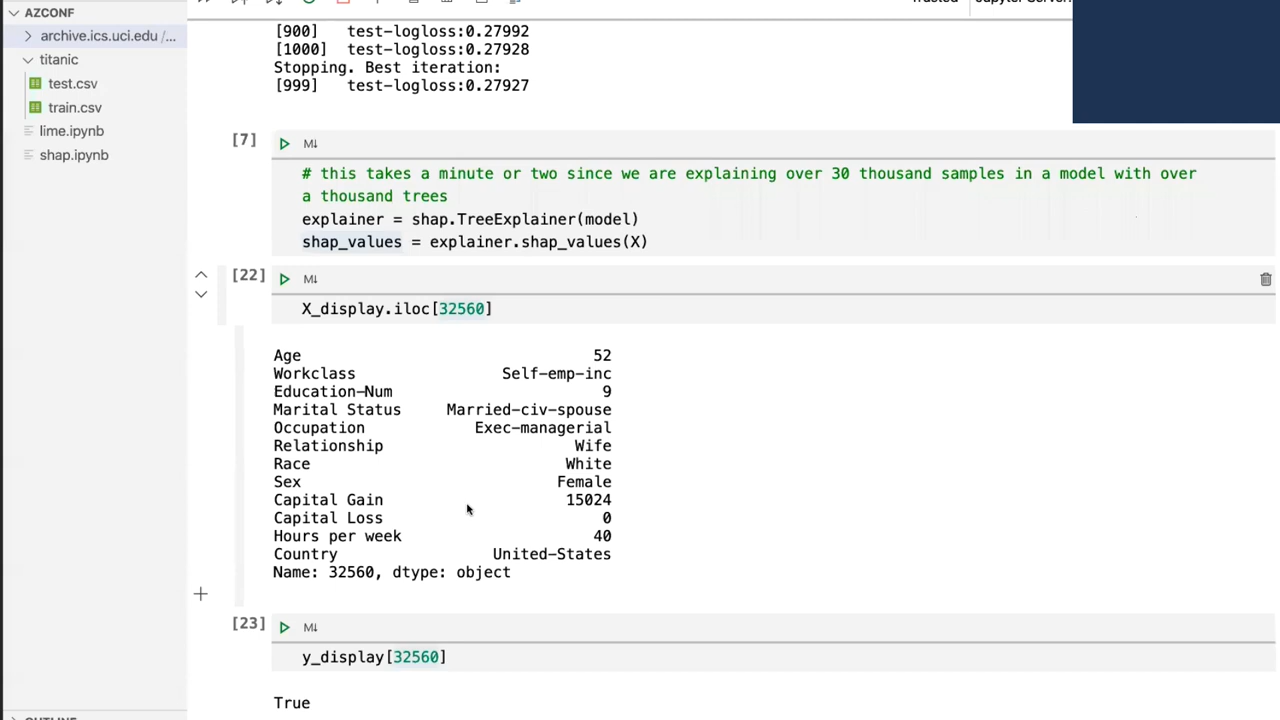 AZCONF
archive.ics.uci.edu /...
titanic
test.csv
train.csv
lime.ipynb
shap.ipynb
[900] test-logloss:0.27992
[1000] test-logloss:0.27928
Stopping. Best iteration:
[999] test-logloss:0.27927
[7]
M↓
# this takes a minute or two since we are explaining over 30 thousand samples in a model with over
a thousand trees
explainer = shap.TreeExplainer(model)
shap_values = explainer.shap_values(X)
[22]
M↓
X_display.iloc[32560]
Age 52
Workclass Self-emp-inc
Education-Num 9
Marital Status Married-civ-spouse
Occupation Exec-managerial
Relationship Wife
Race White
Sex Female
Capital Gain 15024
Capital Loss 0
Hours per week 40
Country United-States
Name: 32560, dtype: object
[23]
M↓
y_display[32560]
True